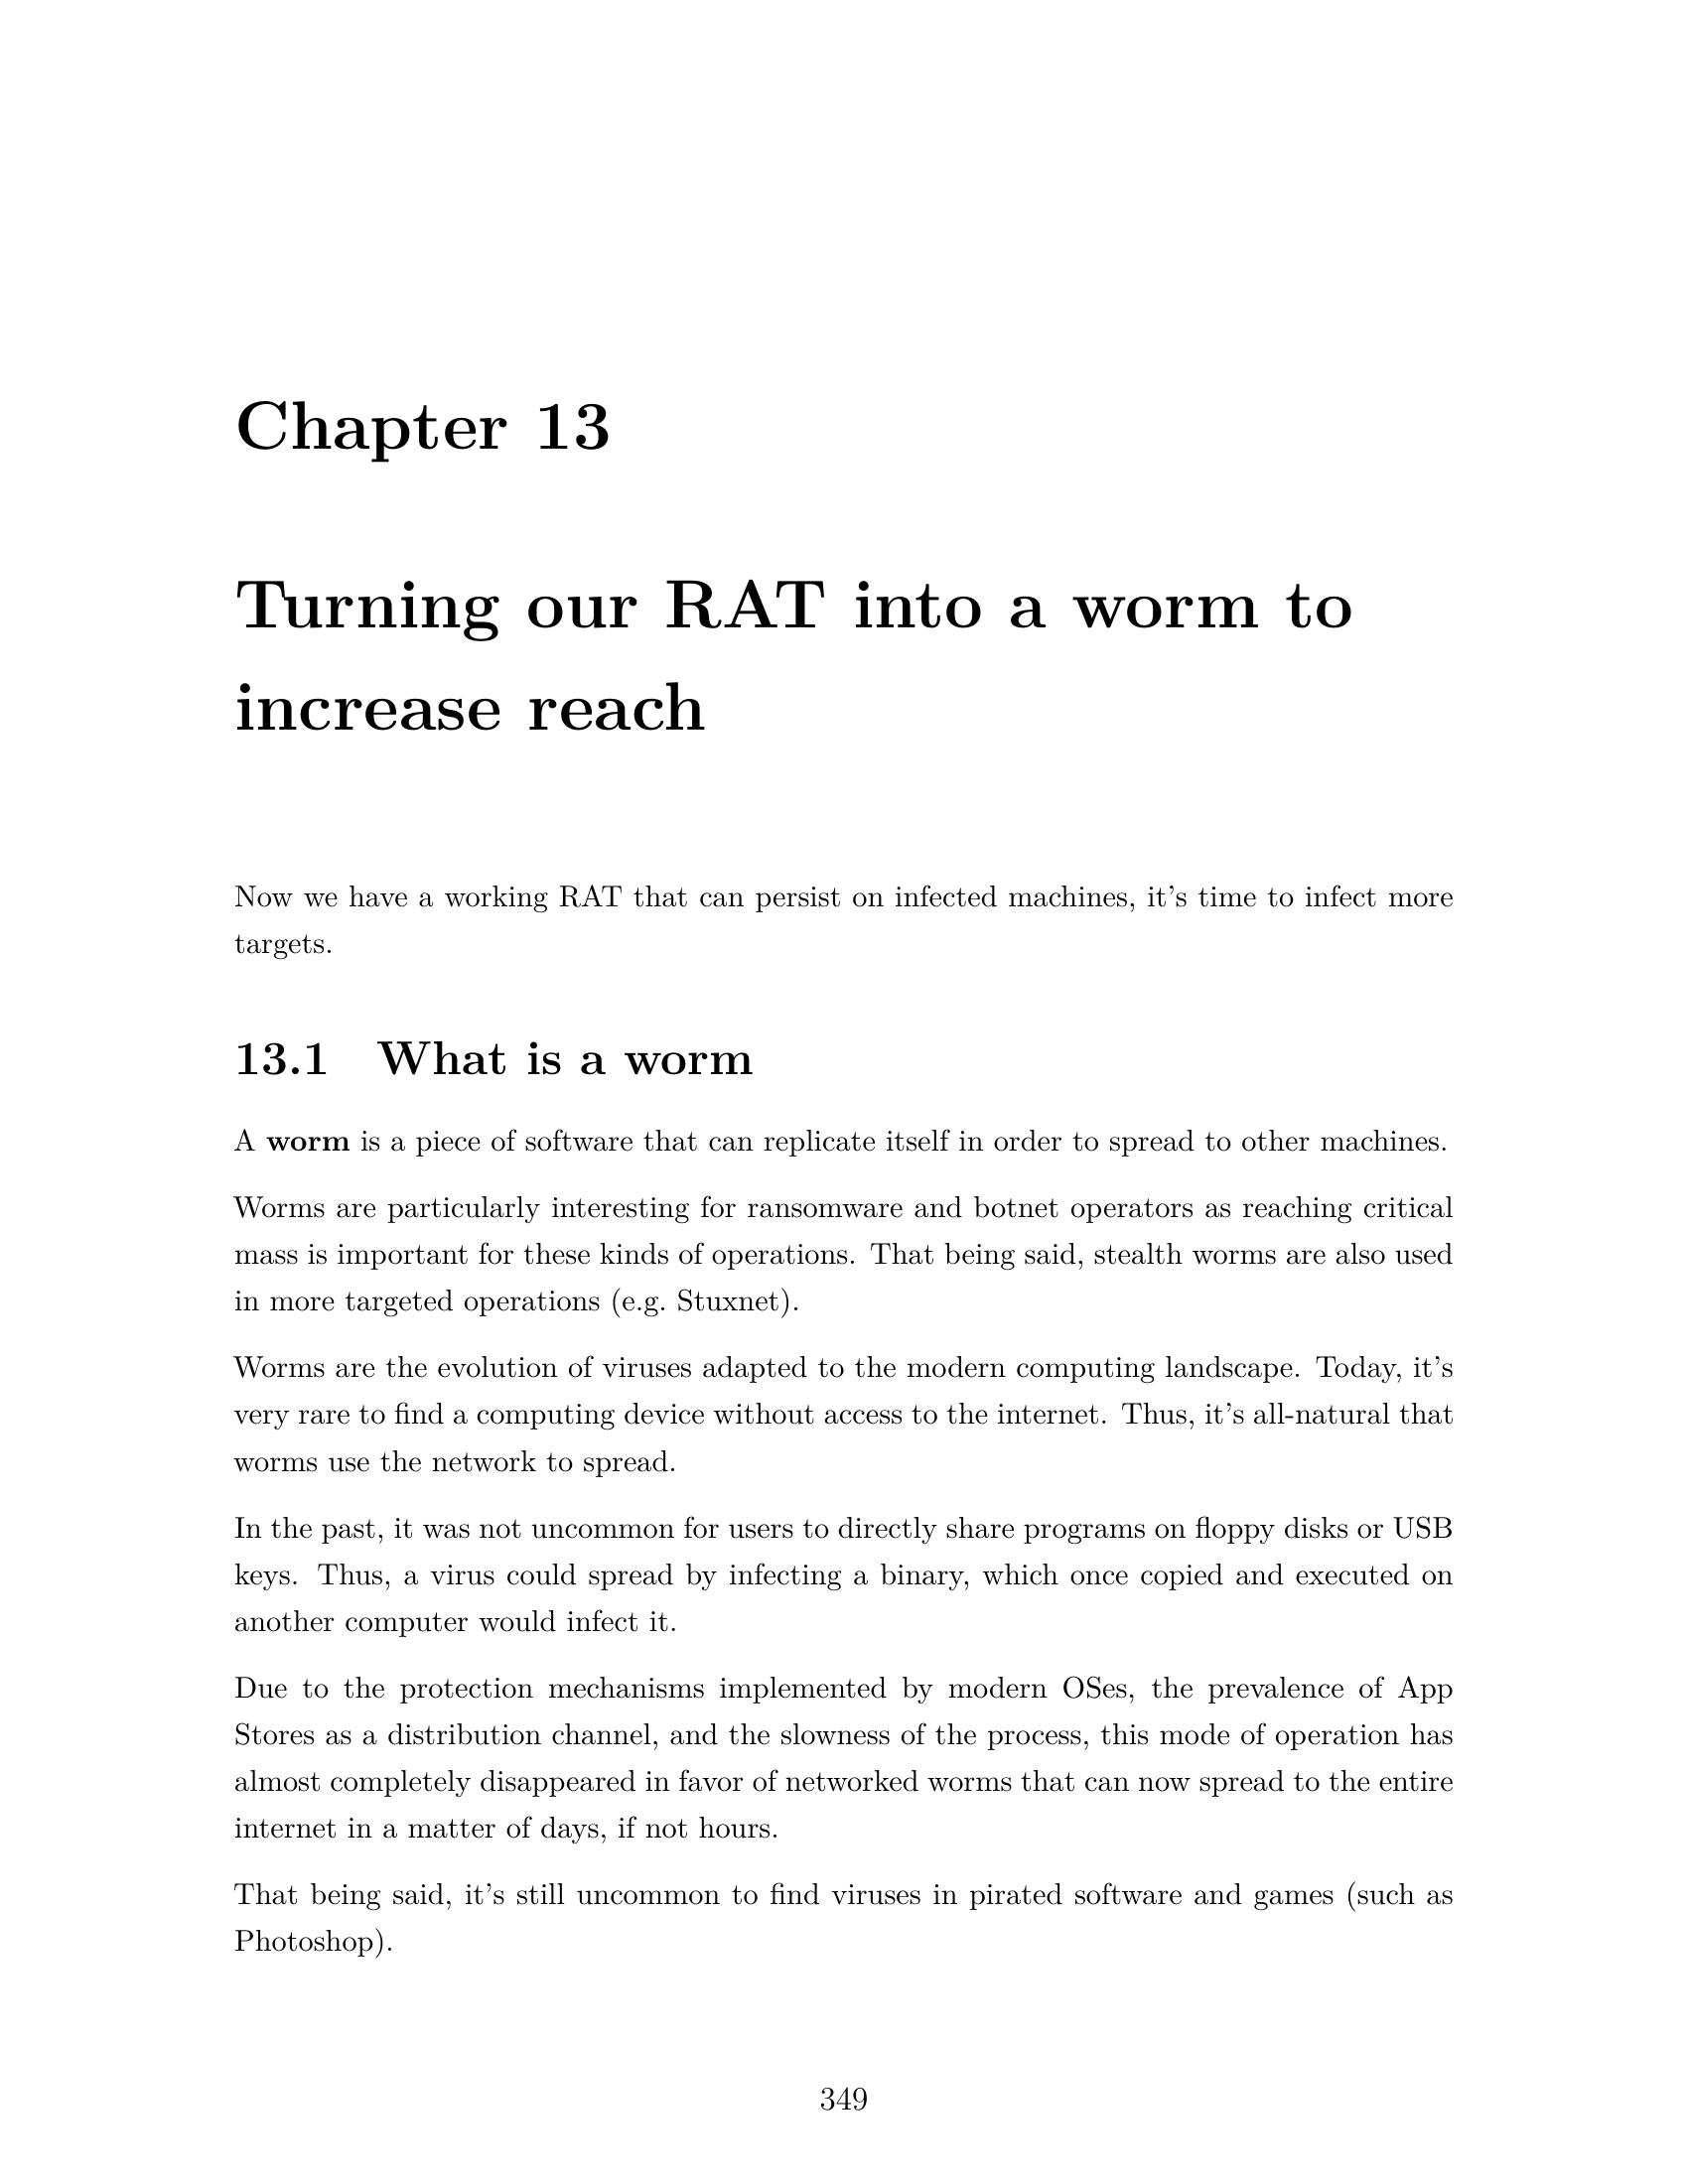 Chapter 13
Turning our RAT into a worm to
increase reach
Now we have a working RAT that can persist on infected machines, it's time to infect more
targets.
13.1 What is a worm
A worm is a piece of software that can replicate itself in order to spread to other machines.
Worms are particularly interesting for ransomware and botnet operators as reaching critical
mass is important for these kinds of operations. That being said, stealth worms are also used
in more targeted operations (e.g. Stuxnet).
Worms are the evolution of viruses adapted to the modern computing landscape. Today, it's
very rare to find a computing device without access to the internet. Thus, it's all-natural that
worms use the network to spread.
In the past, it was not uncommon for users to directly share programs on floppy disks or USB
keys. Thus, a virus could spread by infecting a binary, which once copied and executed on
another computer would infect it.
Due to the protection mechanisms implemented by modern OSes, the prevalence of App
Stores as a distribution channel, and the slowness of the process, this mode of operation has
almost completely disappeared in favor of networked worms that can now spread to the entire
internet in a matter of days, if not hours.
That being said, it's still uncommon to find viruses in pirated software and games (such as
Photoshop).
349